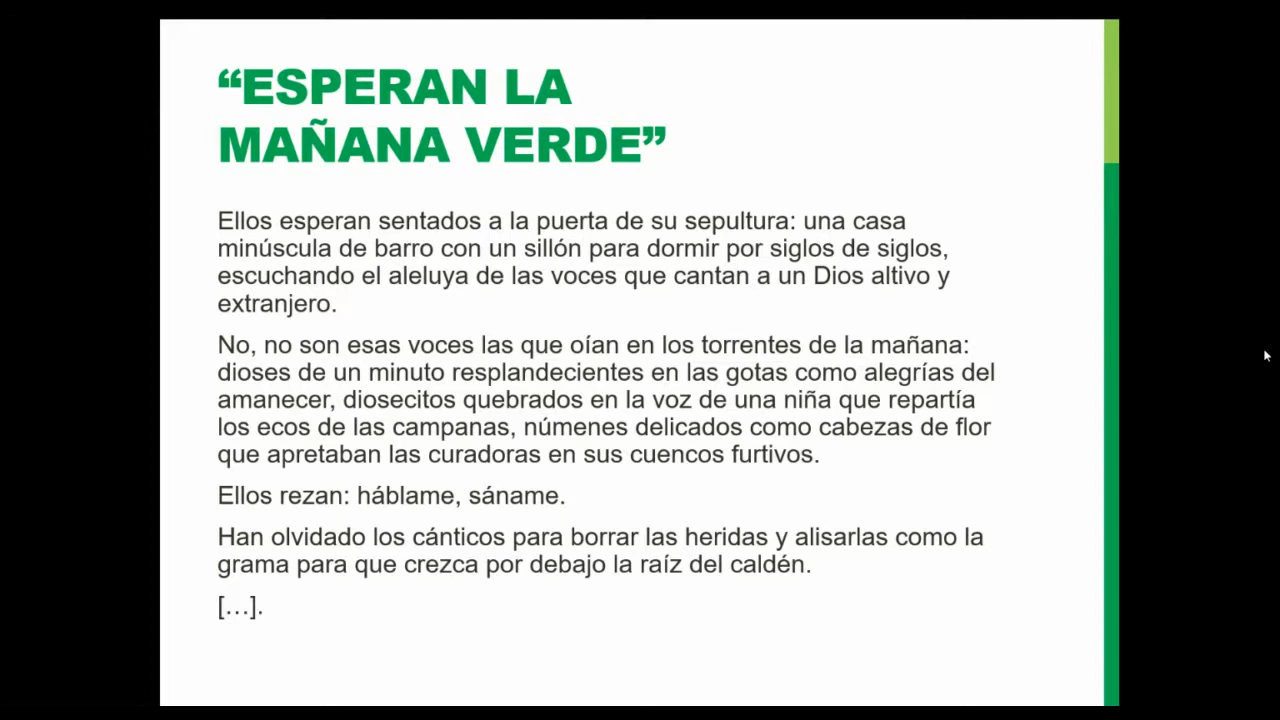 “ESPERAN LA
MAÑANA VERDE”
Ellos esperan sentados a la puerta de su sepultura: una casa
minúscula de barro con un sillón para dormir por siglos de siglos,
escuchando el aleluya de las voces que cantan a un Dios altivo y
extranjero.
No, no son esas voces las que oían en los torrentes de la mañana:
dioses de un minuto resplandecientes en las gotas como alegrías del
amanecer, diosecitos quebrados en la voz de una niña que repartía
los ecos de las campanas, númenes delicados como cabezas de flor
que apretaban las curadoras en sus cuencos furtivos.
Ellos rezan: háblame, sáname.
Han olvidado los cánticos para borrar las heridas y alisarlas como la
grama para que crezca por debajo la raíz del caldén.
[…].